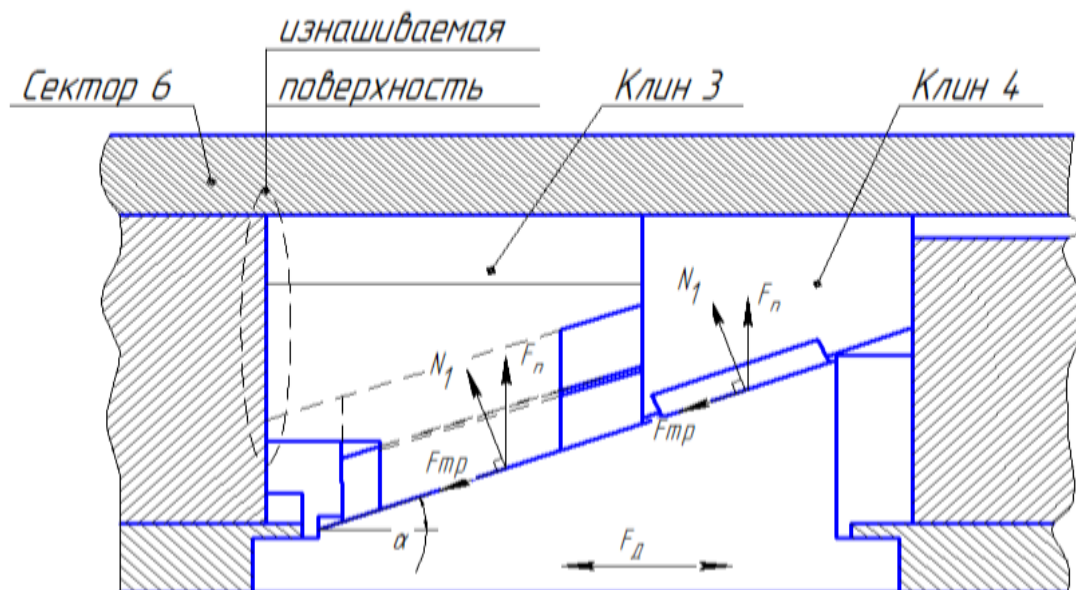 изнашиваемая
Сектор 6 поверхность Клин 3 Клин 4
N1 Fп
N1 Fп
Fтр
Fтр
α Fд